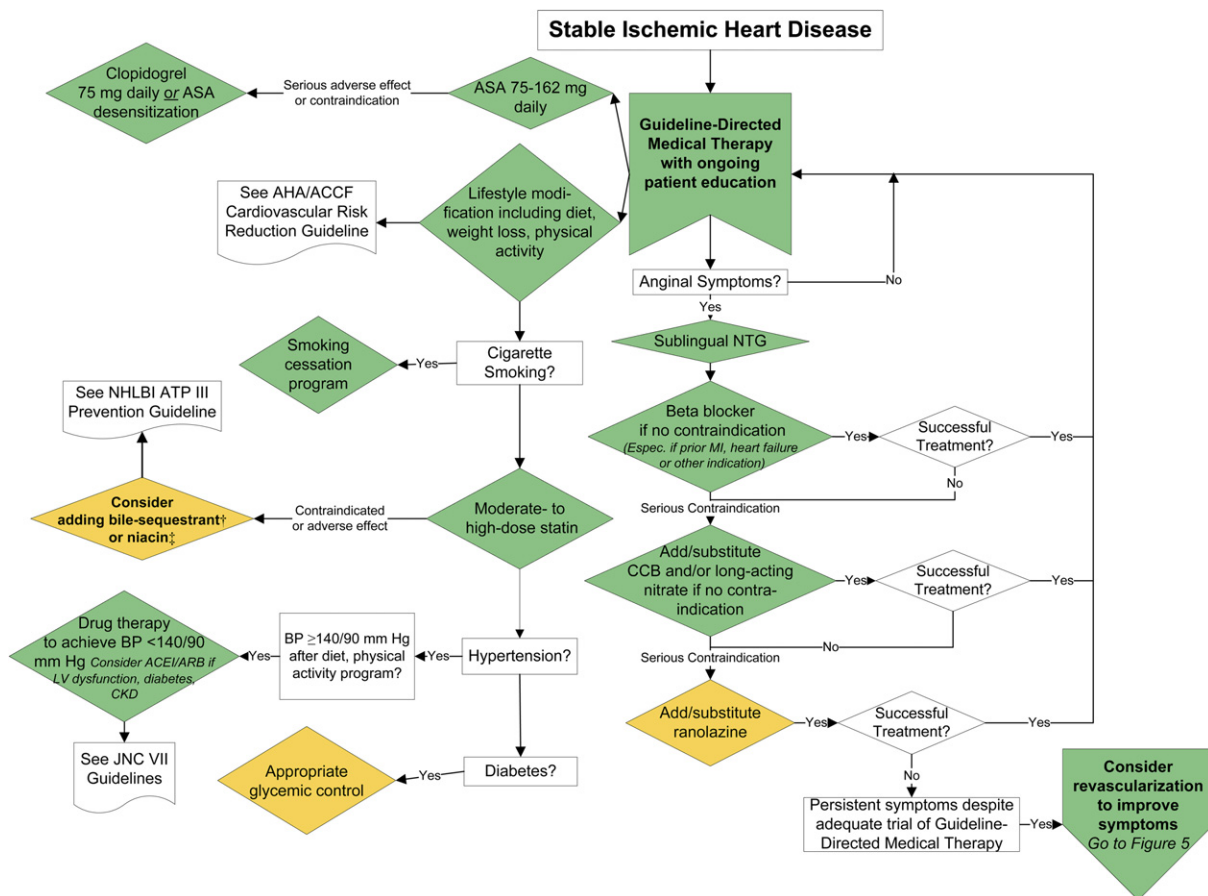 Stable Ischemic Heart Disease
Clopidogrel
75 mg daily or ASA
desensitization
Serious adverse effect
or contraindication
ASA 75-162 mg
daily
Guideline-Directed
Medical Therapy
with ongoing
patient education
See AHA/ACCF
Cardiovascular Risk
Reduction Guideline
Lifestyle modi-
fication including diet,
weight loss, physical
activity
Anginal Symptoms?
No
Yes
Sublingual NTG
Smoking
cessation
program
Yes
Cigarette
Smoking?
See NHLBI ATP III
Prevention Guideline
Beta blocker
if no contraindication
(Espec. if prior MI, heart failure
or other indication)
Yes
Successful
Treatment?
Yes
No
Serious Contraindication
Consider
adding bile-sequestrant†
or niacin‡
Contraindicated
or adverse effect
Moderate- to
high-dose statin
Add/substitute
CCB and/or long-acting
nitrate if no contra-
indication
Yes
Successful
Treatment?
Yes
No
Serious Contraindication
Drug therapy
to achieve BP <140/90
mm Hg Consider ACEI/ARB if
LV dysfunction, diabetes,
CKD
Yes
BP ≥140/90 mm Hg
after diet, physical
activity program?
Yes
Hypertension?
See JNC VII
Guidelines
Appropriate
glycemic control
Yes
Diabetes?
Add/substitute
ranolazine
Yes
Successful
Treatment?
Yes
No
Persistent symptoms despite
adequate trial of Guideline-
Directed Medical Therapy
Yes
Consider
revascularization
to improve
symptoms
Go to Figure 5